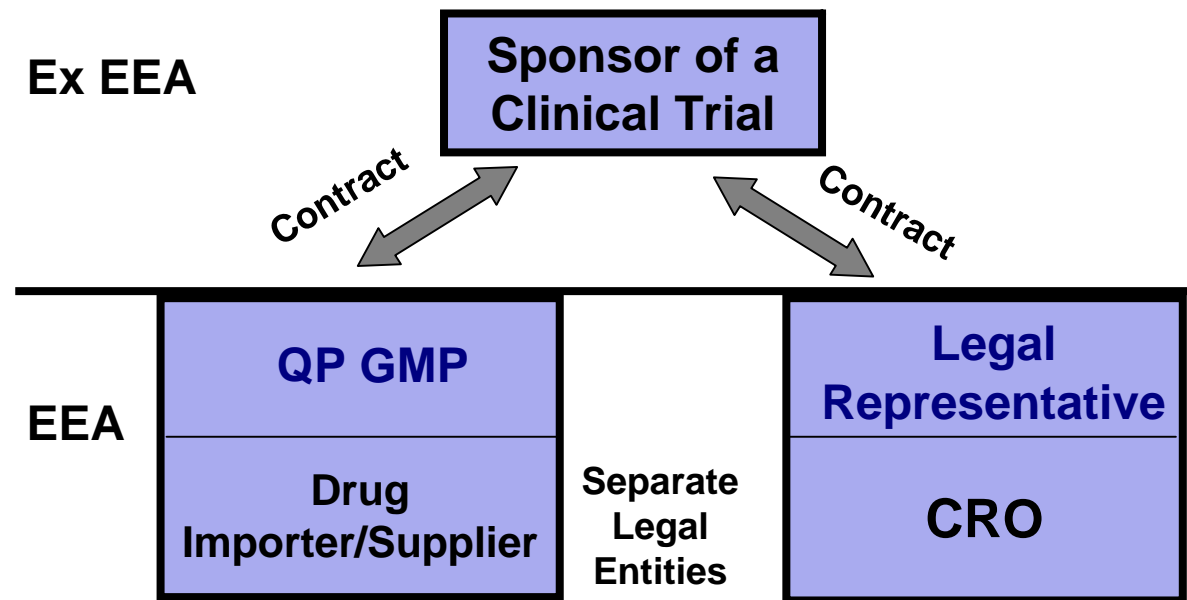 Ex EEA
Sponsor of a
Clinical Trial
Contract
Contract
EEA
QP GMP
Drug
Importer/Supplier
Separate
Legal
Entities
Legal
Representative
CRO